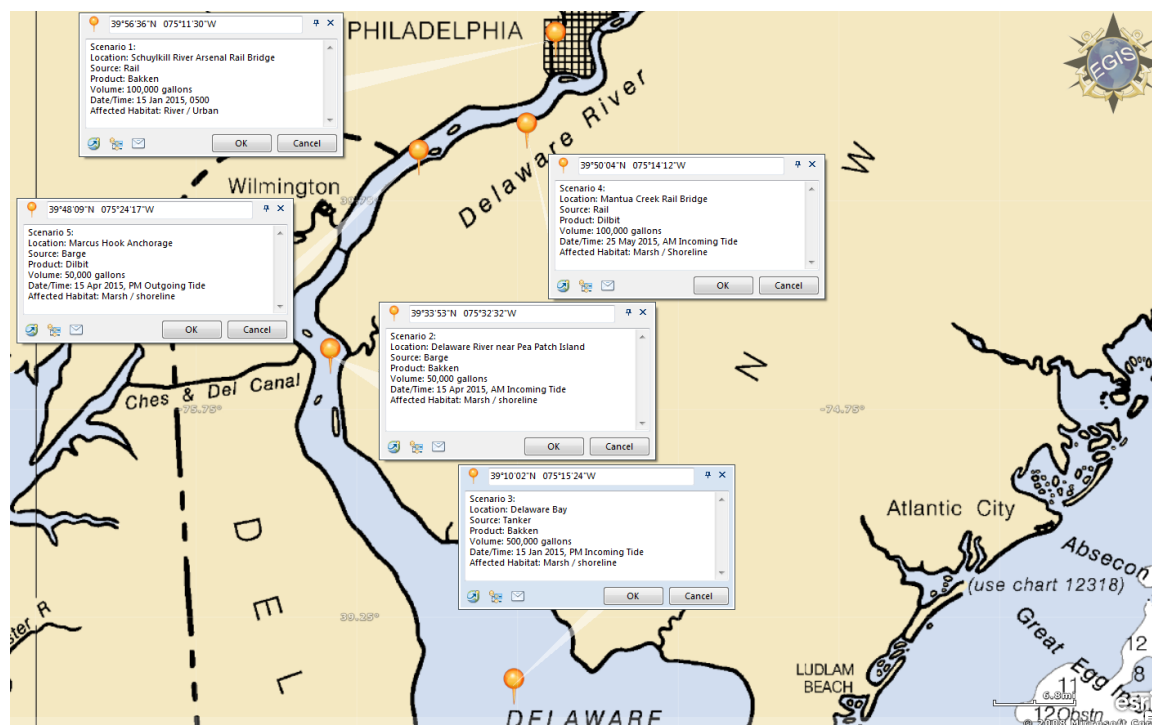 39°56'36"N 075°11'30"W
Scenario 1:
Location: Schuylkill River Arsenal Rail Bridge
Source: Rail
Product: Bakken
Volume: 100,000 gallons
Date/Time: 15 Jan 2015, 0500
Affected Habitat: River / Urban
OK Cancel
PHILADELPHIA
EGIS
Delaware River
Wilmington
39.75°
N
39°50'04"N 075°14'12"W
Scenario 4:
Location: Mantua Creek Rail Bridge
Source: Rail
Product: Dilbit
Volume: 100,000 gallons
Date/Time: 25 May 2015, AM Incoming Tide
Affected Habitat: Marsh / Shoreline
OK Cancel
39°48'09"N 075°24'17"W
Scenario 5:
Location: Marcus Hook Anchorage
Source: Barge
Product: Dilbit
Volume: 50,000 gallons
Date/Time: 15 Apr 2015, PM Outgoing Tide
Affected Habitat: Marsh / shoreline
OK Cancel
39°33'53"N 075°32'32"W
Scenario 2:
Location: Delaware River near Pea Patch Island
Source: Barge
Product: Bakken
Volume: 50,000 gallons
Date/Time: 15 Apr 2015, AM Incoming Tide
Affected Habitat: Marsh / shoreline
OK Cancel
N
Ches & Del Canal
-75.75°
-74.75°
39°10'02"N 075°15'24"W
Scenario 3:
Location: Delaware Bay
Source: Tanker
Product: Bakken
Volume: 500,000 gallons
Date/Time: 15 Jan 2015, PM Incoming Tide
Affected Habitat: Marsh / shoreline
OK Cancel
D
E
L
39.25°
Atlantic City
Absecon
(use chart 12318)
Great Egg
LUDLAM
BEACH
12
8
11
6.8mi
12 Obstn
DELAWARE